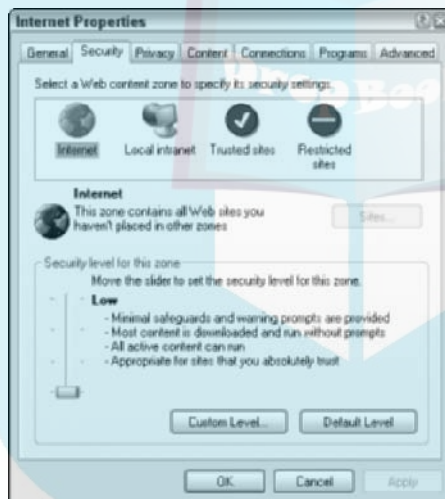 Internet Properties
General Security Privacy Content Connections Programs Advanced
Select a Web content zone to specify its security settings.
Internet Local intranet Trusted sites Restricted sites
Internet
This zone contains all Web sites you
haven't placed in other zones
Sites...
Security level for this zone
Move the slider to set the security level for this zone.
Low
- Minimal safeguards and warning prompts are provided
- Most content is downloaded and run without prompts
- All active content can run
- Appropriate for sites that you absolutely trust
Custom Level... Default Level
OK Cancel Apply